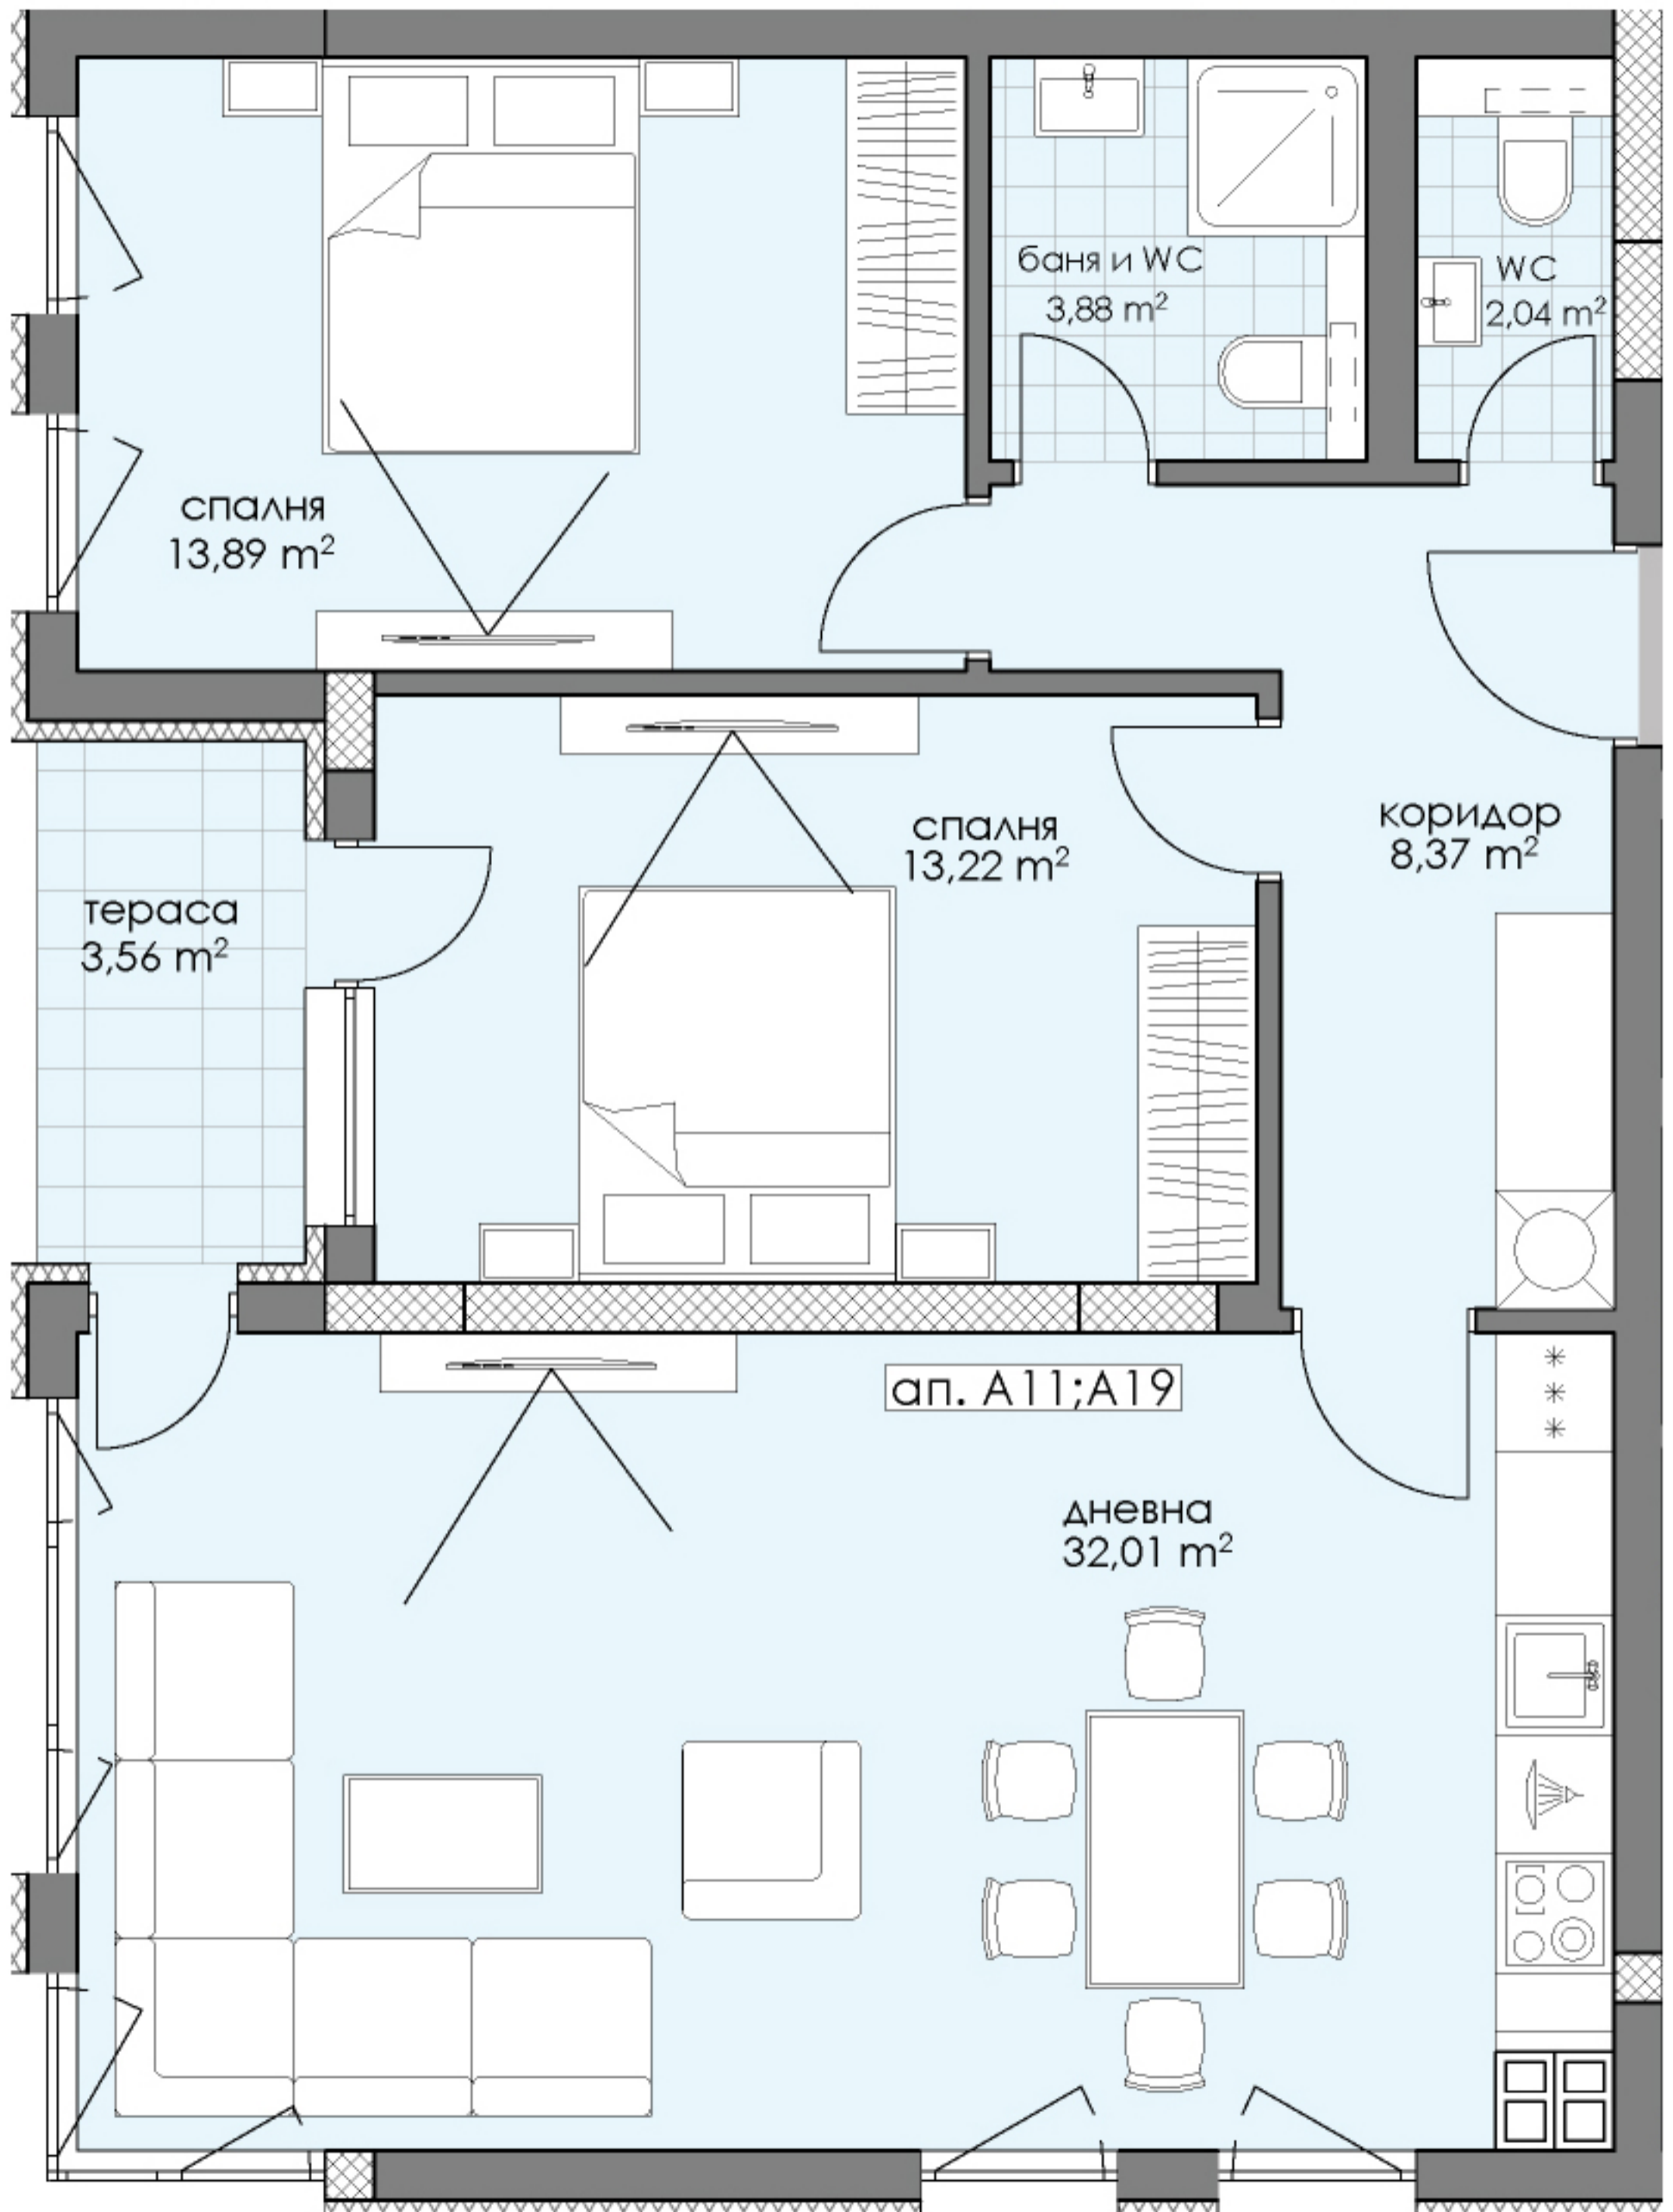 баня и WC
3,88 m²
WC
2,04 m²
спалня
13,89 m²
спалня
13,22 m²
коридор
8,37 m²
тераса
3,56 m²
ап. А11;А19
дневна
32,01 m²